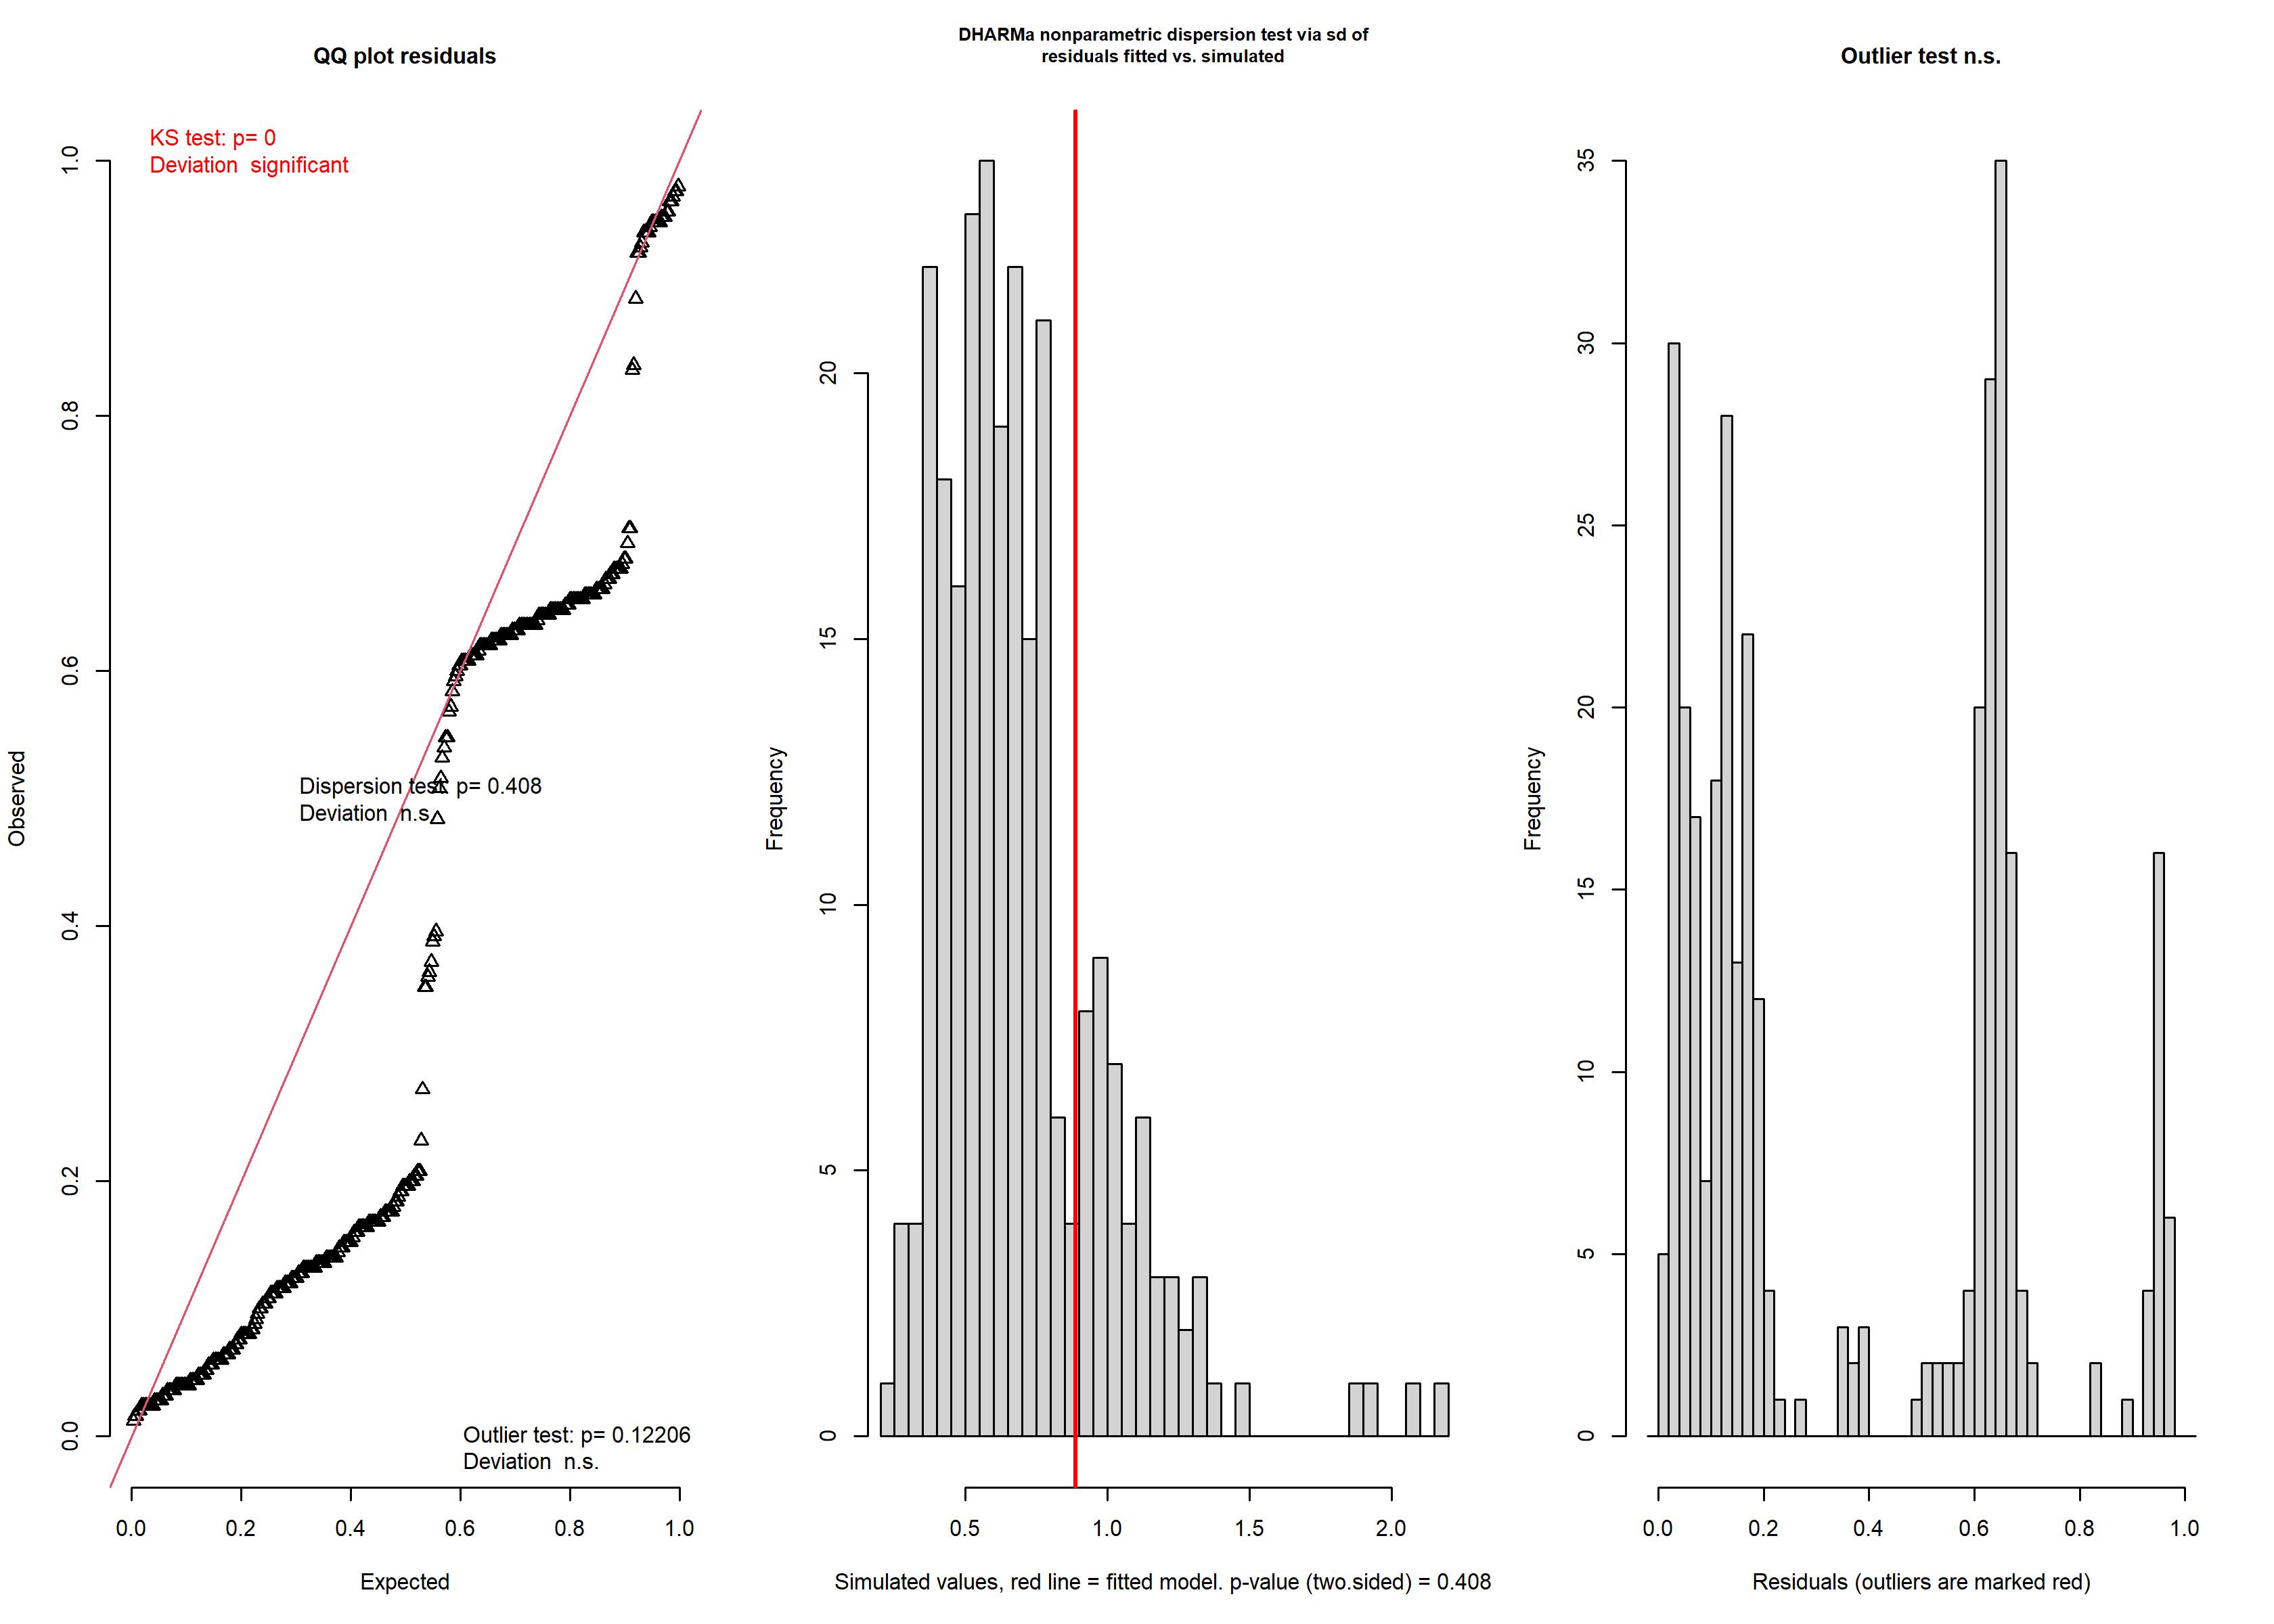 QQ plot residuals
KS test: p= 0
Deviation  significant
Dispersion test: p= 0.408
Deviation  n.s.
Outlier test: p= 0.12206
Deviation  n.s.
Observed
0.0
0.2
0.4
0.6
0.8
1.0
0.0 0.2 0.4 0.6 0.8 1.0
Expected
DHARMa nonparametric dispersion test via sd of
residuals fitted vs. simulated
Frequency
0
5
10
15
20
0.5 1.0 1.5 2.0
Simulated values, red line = fitted model. p-value (two.sided) = 0.408
Outlier test n.s.
Frequency
0
5
10
15
20
25
30
35
0.0 0.2 0.4 0.6 0.8 1.0
Residuals (outliers are marked red)